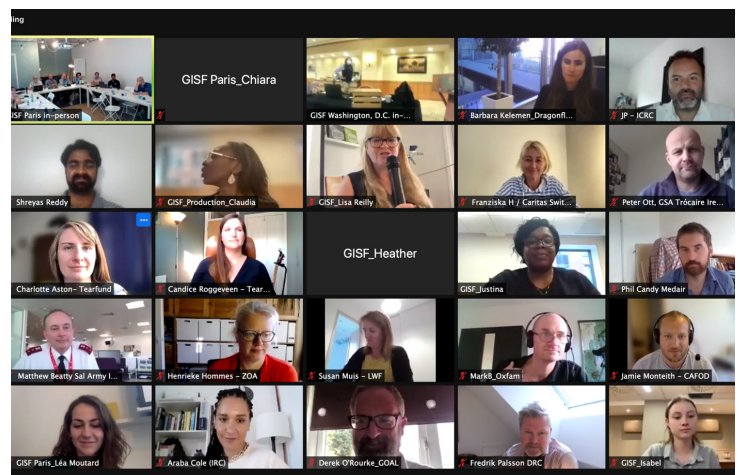 ling
GISF Paris_Chiara
GISF Paris in-person
GISF Washington, D.C. in-...
Barbara Kelemen_Dragonfl...
JP - ICRC
Shreyas Reddy
GISF_Production_Claudia
GISF_Lisa Reilly
Franziska H / Caritas Swit...
Peter Ott, GSA Trócaire Ire...
GISF_Heather
Charlotte Aston- Tearfund
Candice Roggeveen - Tear...
GISF_Justina
Phil Candy Medair
Matthew Beatty Sal Army I...
Henrieke Hommes - ZOA
Susan Muis - LWF
MarkB_Oxfam
Jamie Monteith - CAFOD
GISF Paris_Léa Moutard
Araba Cole (IRC)
Derek O'Rourke_GOAL
Fredrik Palsson DRC
GISF_Isabel